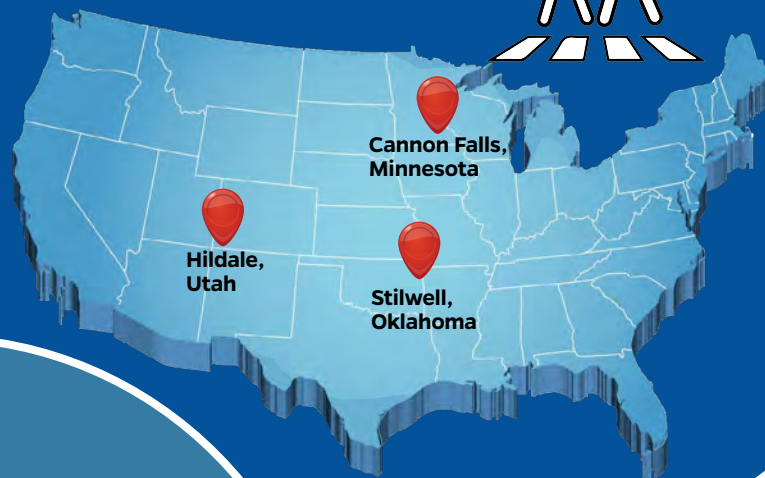 Cannon Falls,
Minnesota
Hildale,
Utah
Stilwell,
Oklahoma